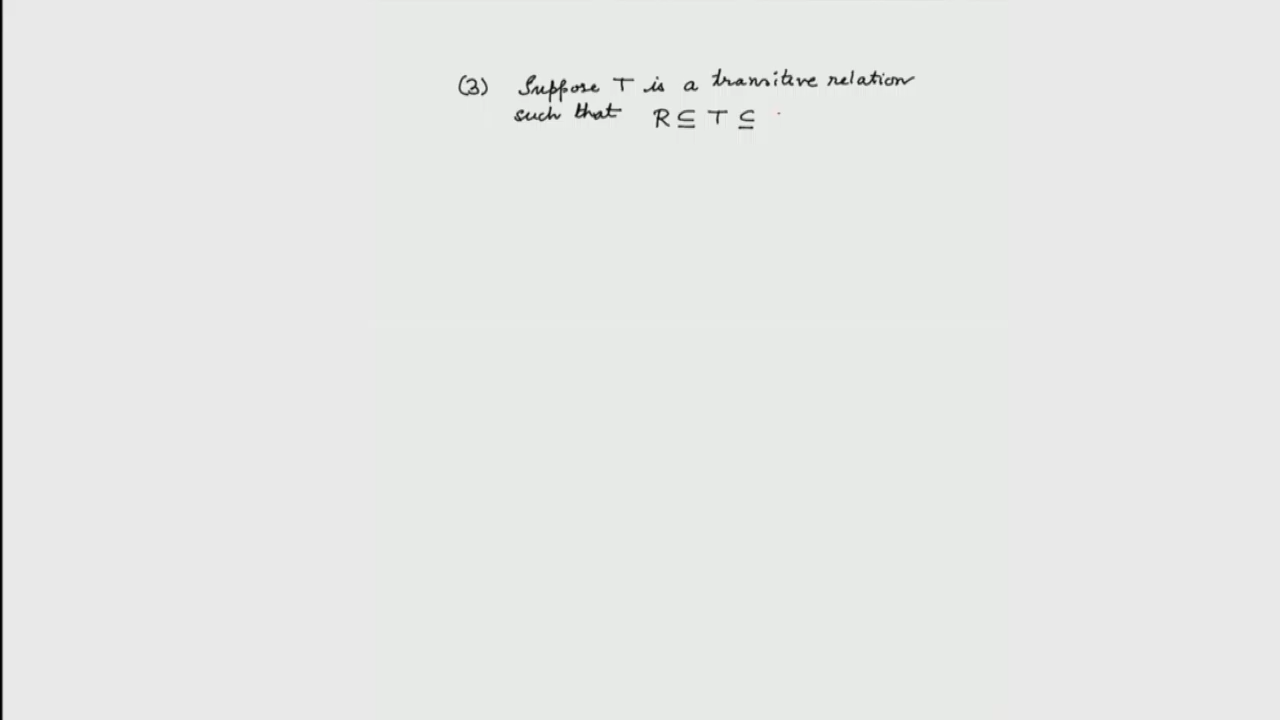 (3) Suppose T is a transitive relation
such that R ⊆ T ⊆